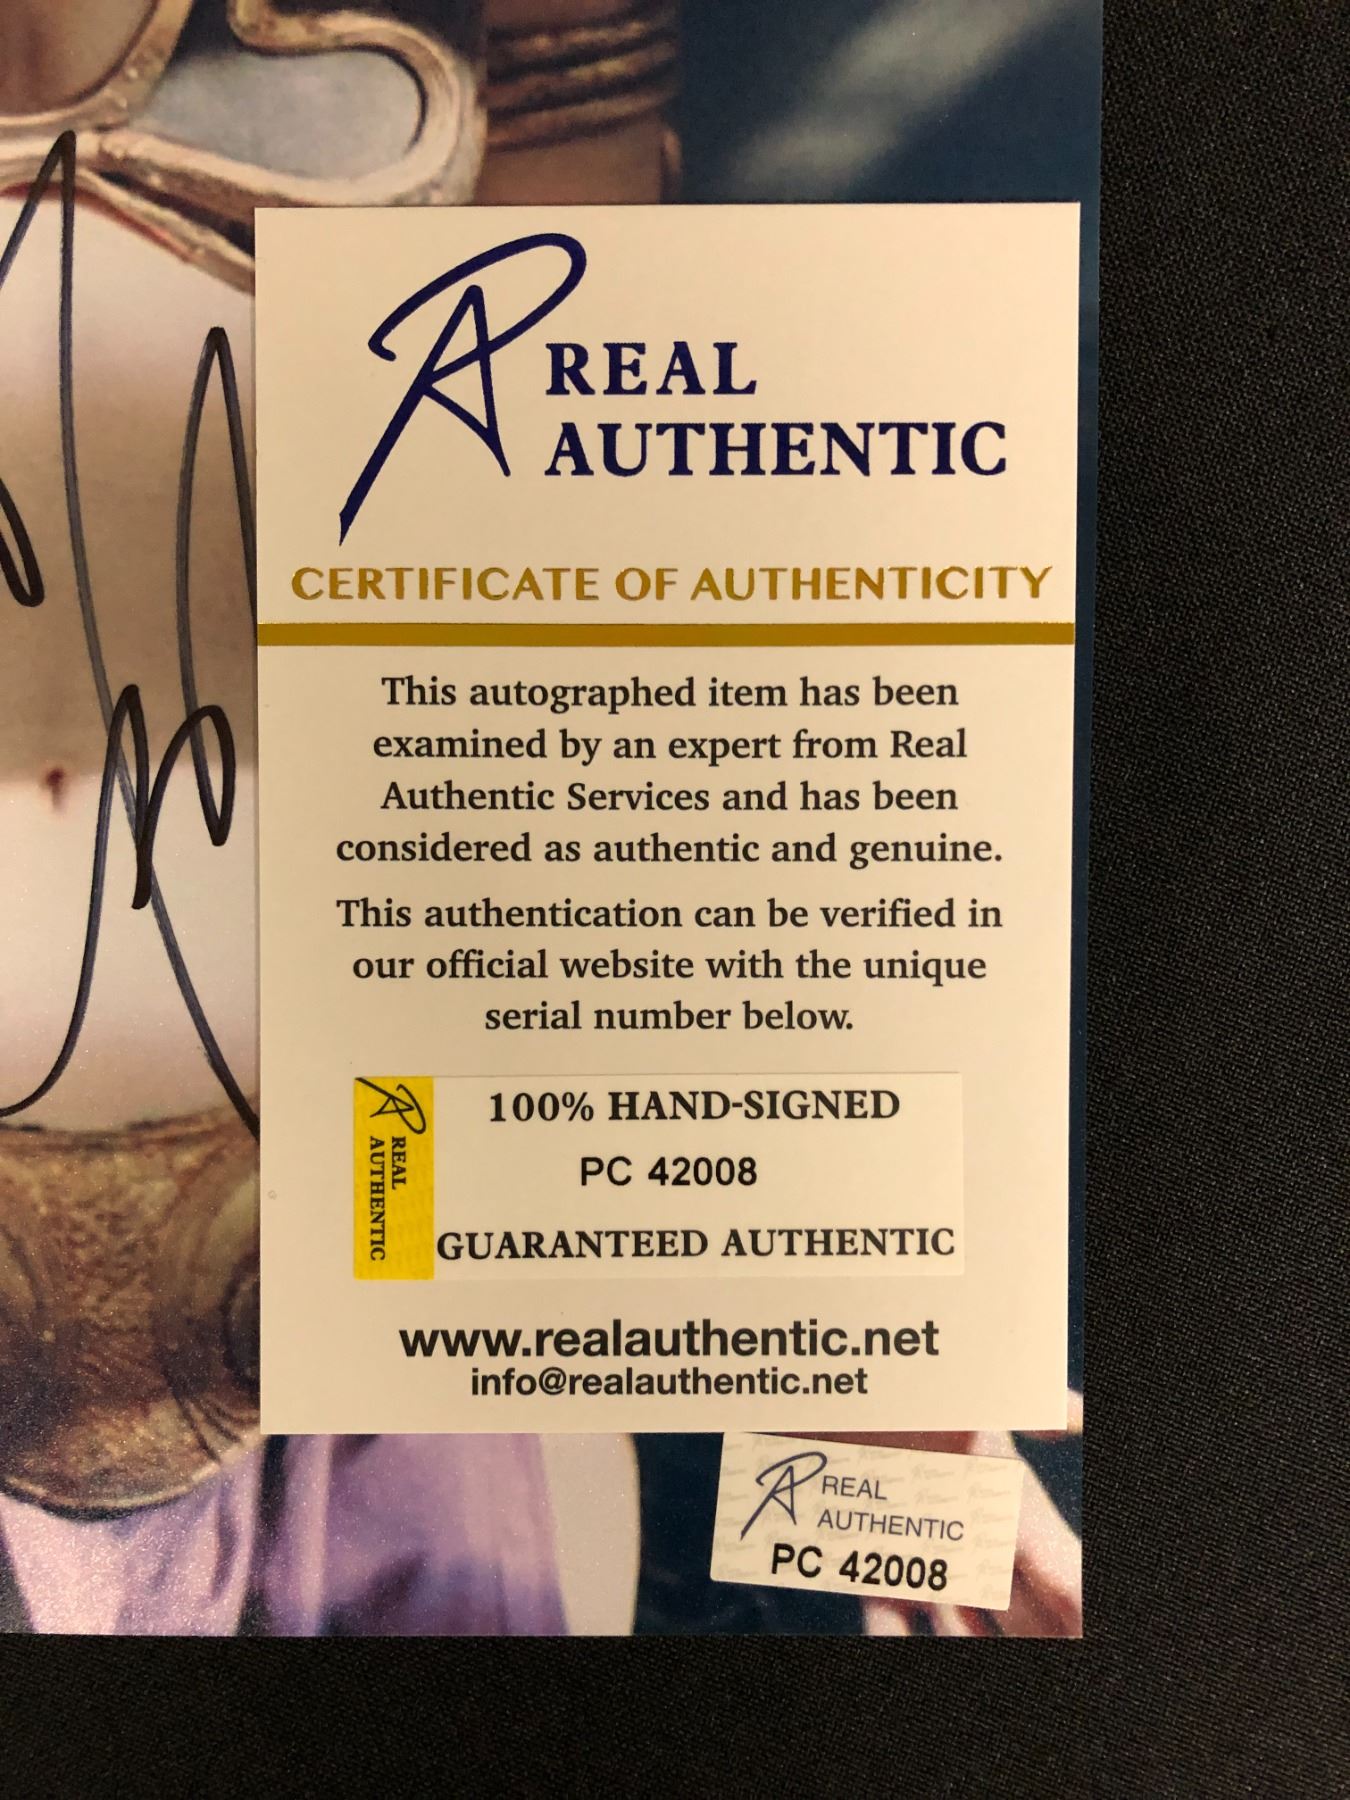 REAL
AUTHENTIC
CERTIFICATE OF AUTHENTICITY
This autographed item has been
examined by an expert from Real
Authentic Services and has been
considered as authentic and genuine.
This authentication can be verified in
our official website with the unique
serial number below.
REAL
AUTHENTIC
100% HAND-SIGNED
PC 42008
GUARANTEED AUTHENTIC
www.realauthentic.net
info@realauthentic.net
REAL
AUTHENTIC
PC 42008